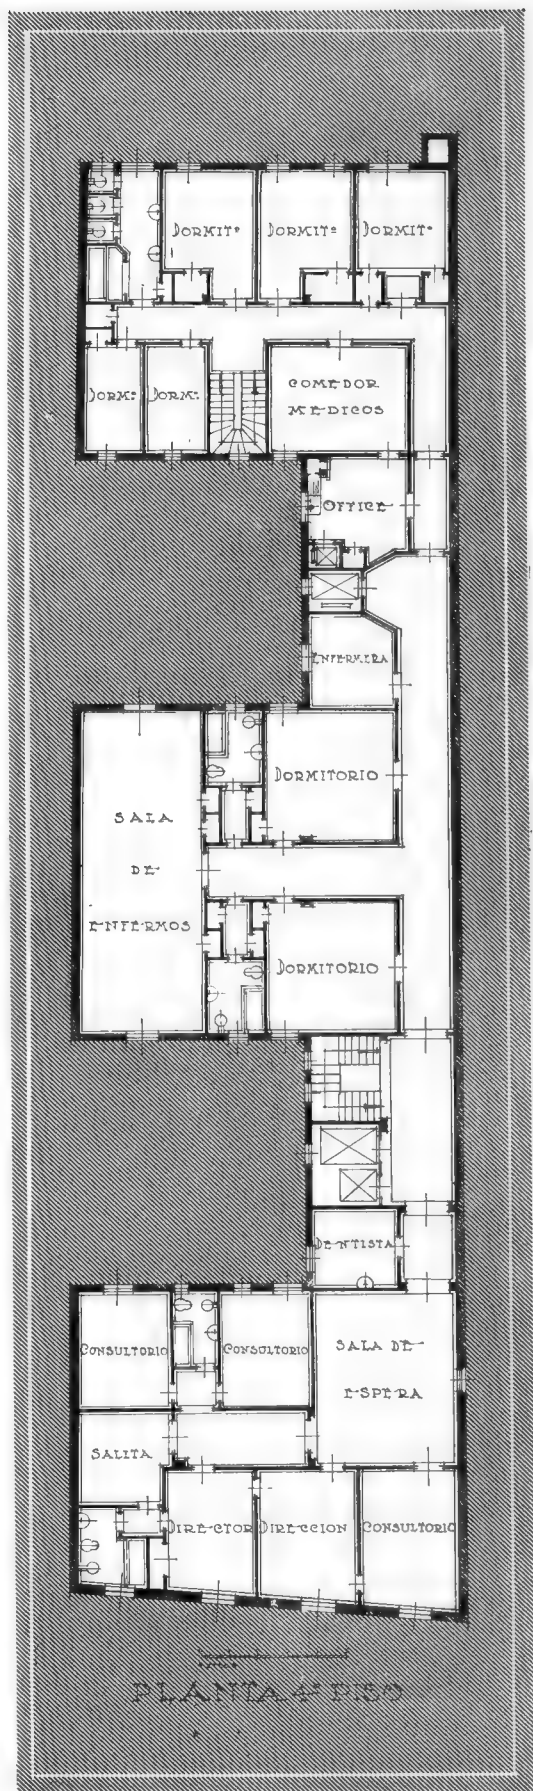 DORMITº
DORMITº
DORMITº
DORMº
DORMº
COMEDOR
MEDICOS
OFFICE
ENFERMERA
DORMITORIO
SALA
DE
ENFERMOS
DORMITORIO
DENTISTA
CONSULTORIO
CONSULTORIO
SALA DE
ESPERA
SALITA
DIRECTOR
DIRECCION
CONSULTORIO
PLANTA 4º PISO